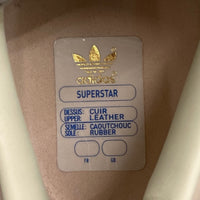 adidas
SUPERSTAR
DESSUS: CUIR
UPPER: LEATHER
SEMELLE: CAOUTCHOUC
SOLE: RUBBER
FR GB